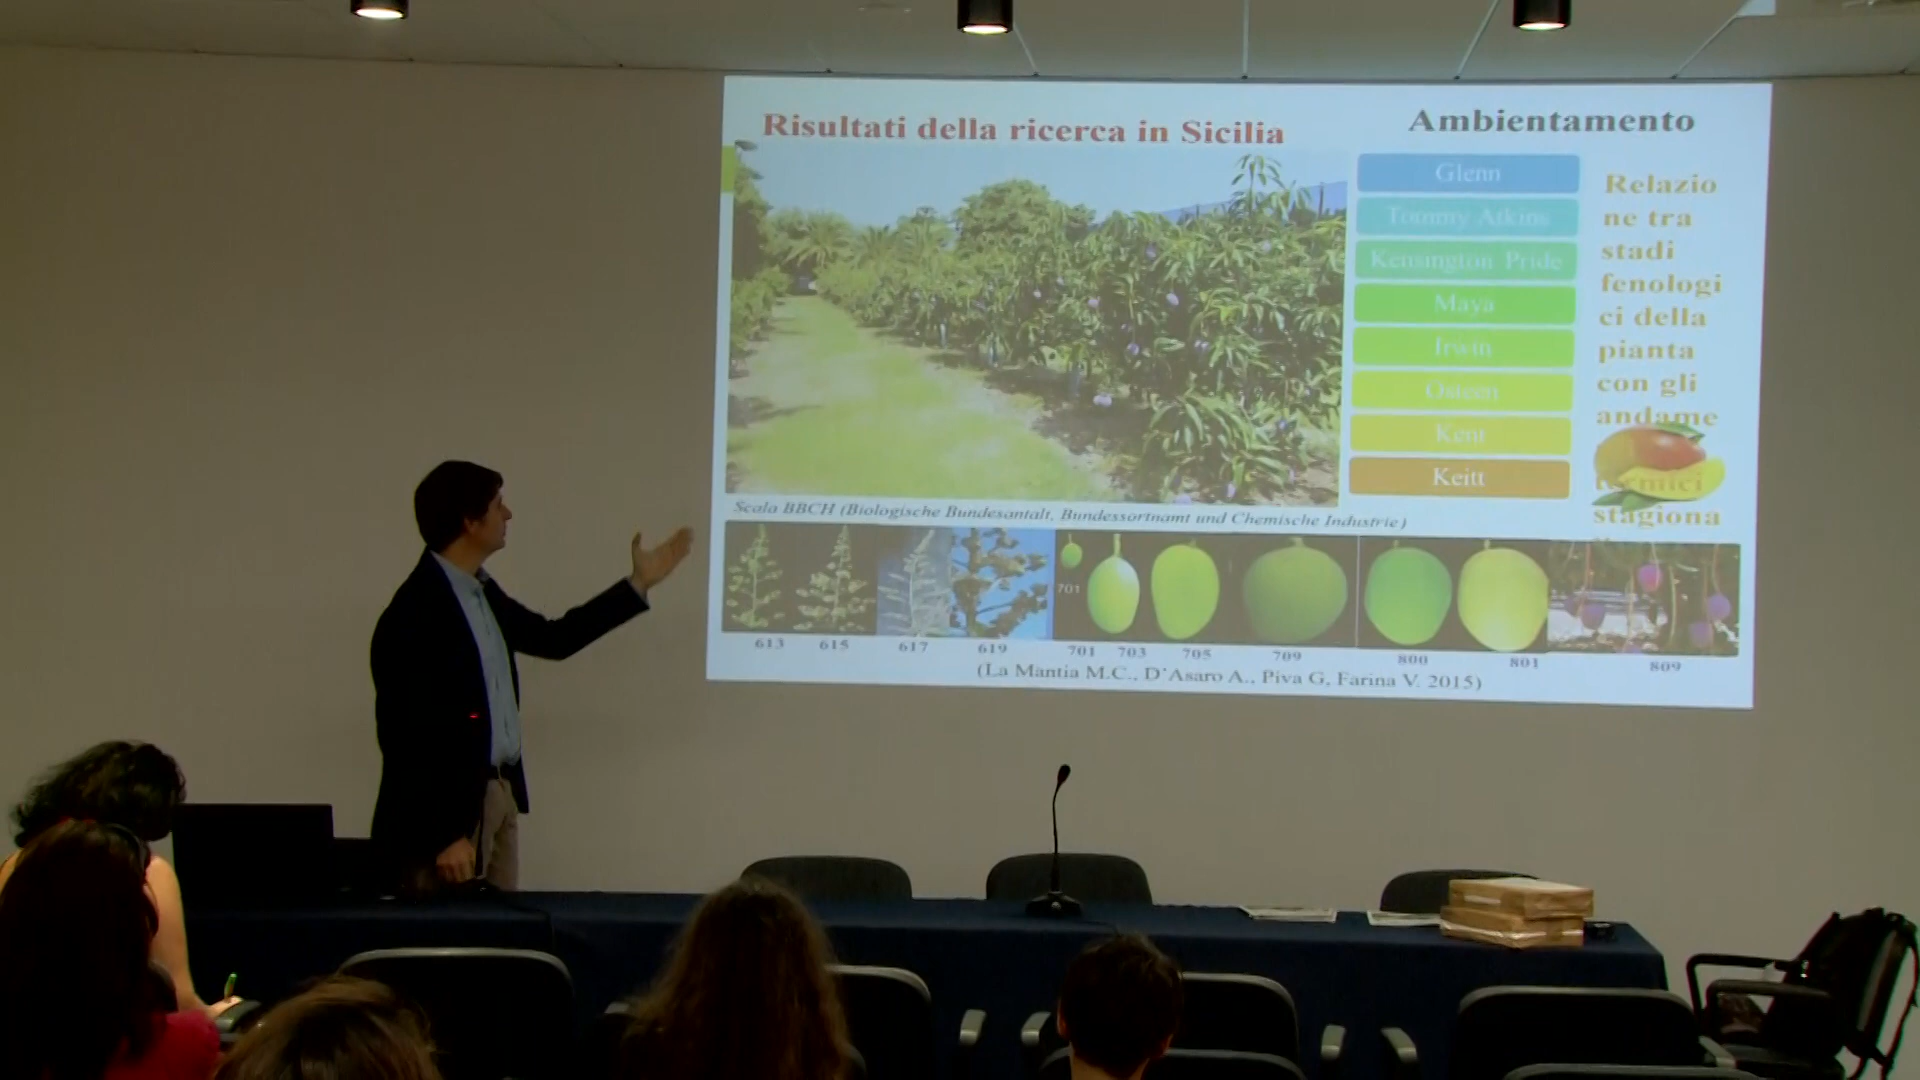 Risultati della ricerca in Sicilia
Ambientamento
Glenn
Tommy Atkins
Kensington Pride
Maya
Irwin
Osteen
Kent
Keitt
Relazio
ne tra
stadi
fenologi
ci della
pianta
con gli
andame
termici
stagiona
Scala BBCH (Biologische Bundesantalt, Bundessortnamt und Chemische Industrie)
701
613 615 617 619 701 703 705 709 800 801 809
(La Mantia M.C., D'Asaro A., Piva G, Farina V. 2015)